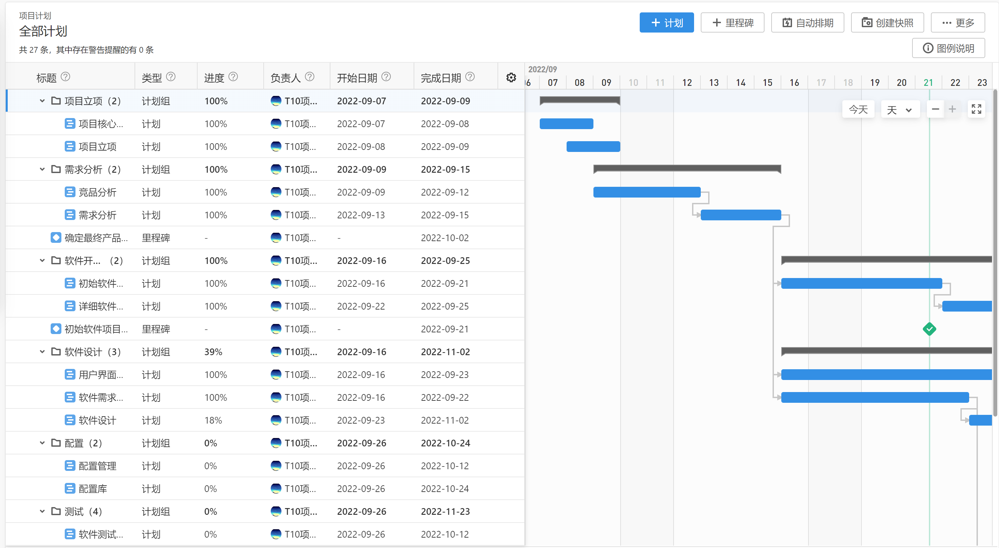 项目计划
全部计划
共 27 条，其中存在警告提醒的有 0 条
计划
里程碑
自动排期
创建快照
更多
图例说明
标题 类型 进度 负责人 开始日期 完成日期
2022/09
07 08 09 10 11 12 13 14 15 16 17 18 19 20 21 22 23
今天 天
项目立项（2） 计划组 100% T10项... 2022-09-07 2022-09-09
项目核心... 计划 100% T10项... 2022-09-07 2022-09-08
项目立项 计划 100% T10项... 2022-09-08 2022-09-09
需求分析（2） 计划组 100% T10项... 2022-09-09 2022-09-15
竞品分析 计划 100% T10项... 2022-09-09 2022-09-12
需求分析 计划 100% T10项... 2022-09-13 2022-09-15
确定最终产品... 里程碑 - T10项... - 2022-10-02
软件开...（2） 计划组 100% T10项... 2022-09-16 2022-09-25
初始软件... 计划 100% T10项... 2022-09-16 2022-09-21
详细软件... 计划 100% T10项... 2022-09-22 2022-09-25
初始软件项目... 里程碑 - T10项... - 2022-09-21
软件设计（3） 计划组 39% T10项... 2022-09-16 2022-11-02
用户界面... 计划 100% T10项... 2022-09-16 2022-09-23
软件需求... 计划 100% T10项... 2022-09-16 2022-09-22
软件设计 计划 18% T10项... 2022-09-23 2022-11-02
配置（2） 计划组 0% T10项... 2022-09-26 2022-10-24
配置管理 计划 0% T10项... 2022-09-26 2022-10-12
配置库 计划 0% T10项... 2022-09-26 2022-10-24
测试（4） 计划组 0% T10项... 2022-09-26 2022-11-23
软件测试... 计划 0% T10项... 2022-09-26 2022-10-12